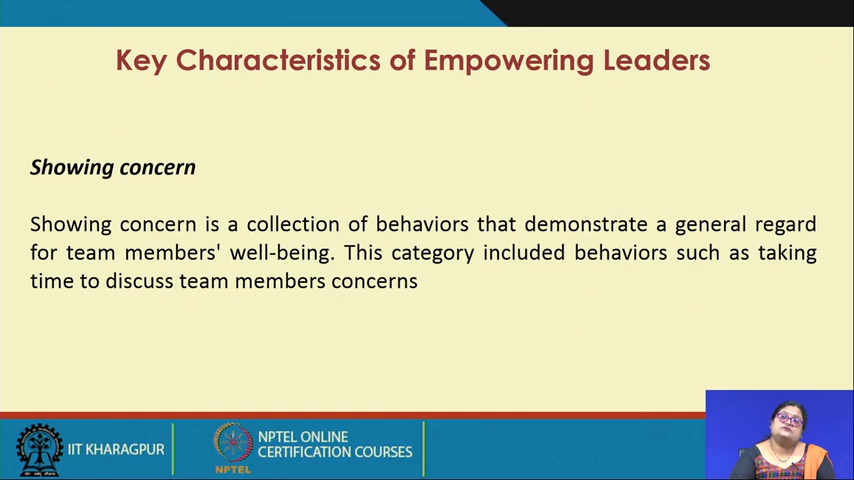 Key Characteristics of Empowering Leaders
Showing concern
Showing concern is a collection of behaviors that demonstrate a general regard
for team members' well-being. This category included behaviors such as taking
time to discuss team members concerns
IIT KHARAGPUR
NPTEL
NPTEL ONLINE
CERTIFICATION COURSES